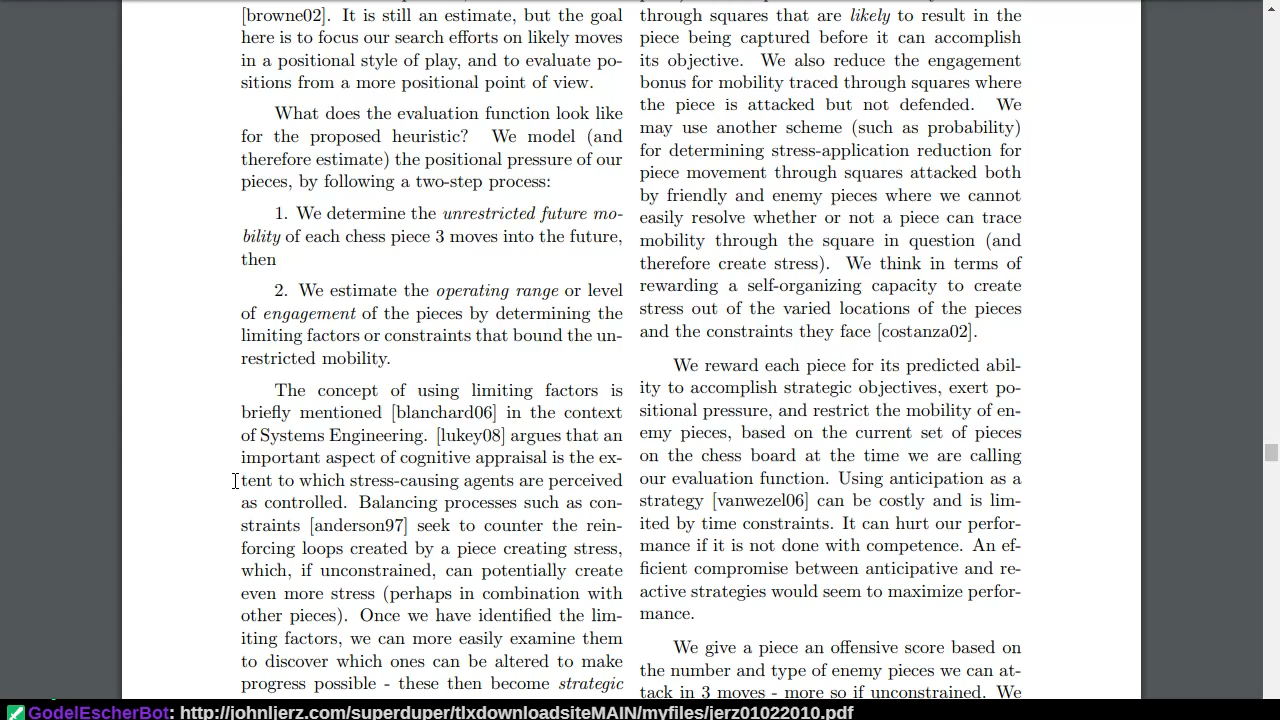 [browne02]. It is still an estimate, but the goal
here is to focus our search efforts on likely moves
in a positional style of play, and to evaluate po-
sitions from a more positional point of view.
What does the evaluation function look like
for the proposed heuristic? We model (and
therefore estimate) the positional pressure of our
pieces, by following a two-step process:
1. We determine the unrestricted future mo-
bility of each chess piece 3 moves into the future,
then
2. We estimate the operating range or level
of engagement of the pieces by determining the
limiting factors or constraints that bound the un-
restricted mobility.
The concept of using limiting factors is
briefly mentioned [blanchard06] in the context
of Systems Engineering. [lukey08] argues that an
important aspect of cognitive appraisal is the ex-
tent to which stress-causing agents are perceived
as controlled. Balancing processes such as con-
straints [anderson97] seek to counter the rein-
forcing loops created by a piece creating stress,
which, if unconstrained, can potentially create
even more stress (perhaps in combination with
other pieces). Once we have identified the lim-
iting factors, we can more easily examine them
to discover which ones can be altered to make
progress possible - these then become strategic
through squares that are likely to result in the
piece being captured before it can accomplish
its objective. We also reduce the engagement
bonus for mobility traced through squares where
the piece is attacked but not defended. We
may use another scheme (such as probability)
for determining stress-application reduction for
piece movement through squares attacked both
by friendly and enemy pieces where we cannot
easily resolve whether or not a piece can trace
mobility through the square in question (and
therefore create stress). We think in terms of
rewarding a self-organizing capacity to create
stress out of the varied locations of the pieces
and the constraints they face [costanza02].
We reward each piece for its predicted abil-
ity to accomplish strategic objectives, exert po-
sitional pressure, and restrict the mobility of en-
emy pieces, based on the current set of pieces
on the chess board at the time we are calling
our evaluation function. Using anticipation as a
strategy [vanwezel06] can be costly and is lim-
ited by time constraints. It can hurt our perfor-
mance if it is not done with competence. An ef-
ficient compromise between anticipative and re-
active strategies would seem to maximize perfor-
mance.
We give a piece an offensive score based on
the number and type of enemy pieces we can at-
tack in 3 moves - more so if unconstrained. We
GodelEscherBot: http://johnljerz.com/superduper/tlxdownloadsiteMAIN/myfiles/jerz01022010.pdf